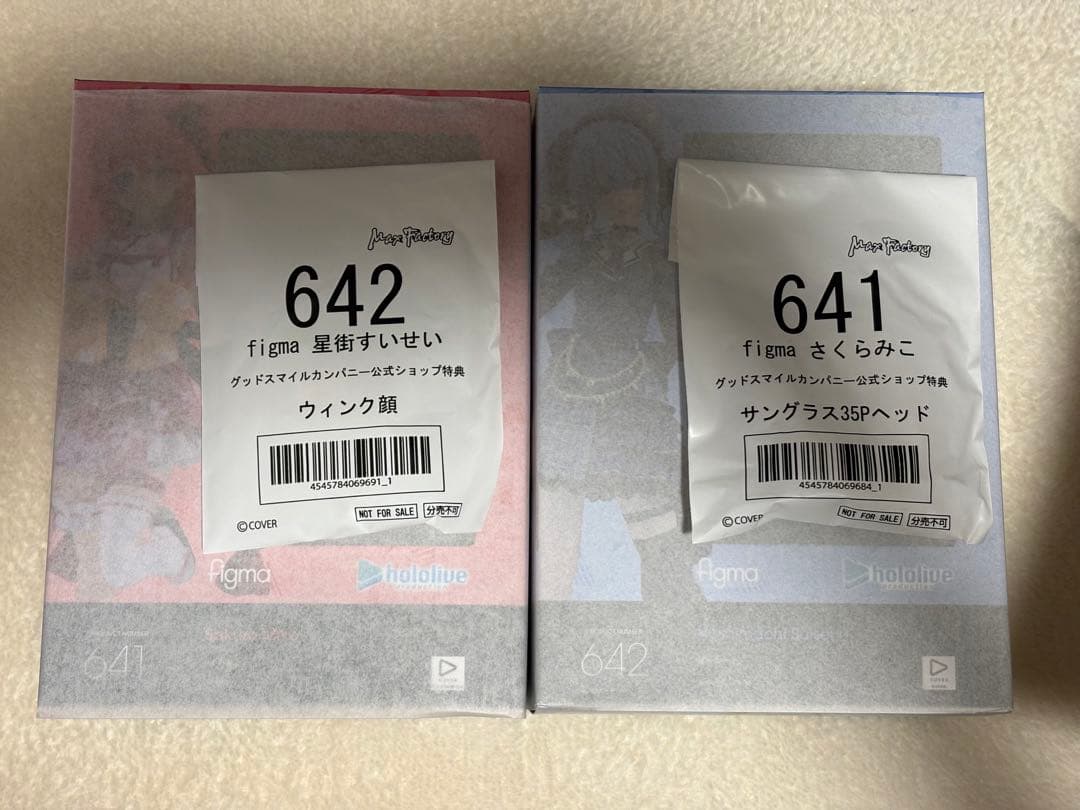 Max Factory
642
figma 星街すいせい
グッドスマイルカンパニー公式ショップ特典
ウィンク顔
4545784069691_1
©COVER
NOT FOR SALE
分売不可
figma
hololive
PRODUCT NUMBER
641
Max Factory
641
figma さくらみこ
グッドスマイルカンパニー公式ショップ特典
サングラス35Pヘッド
4545784069684_1
©COVER
NOT FOR SALE
分売不可
figma
hololive
642